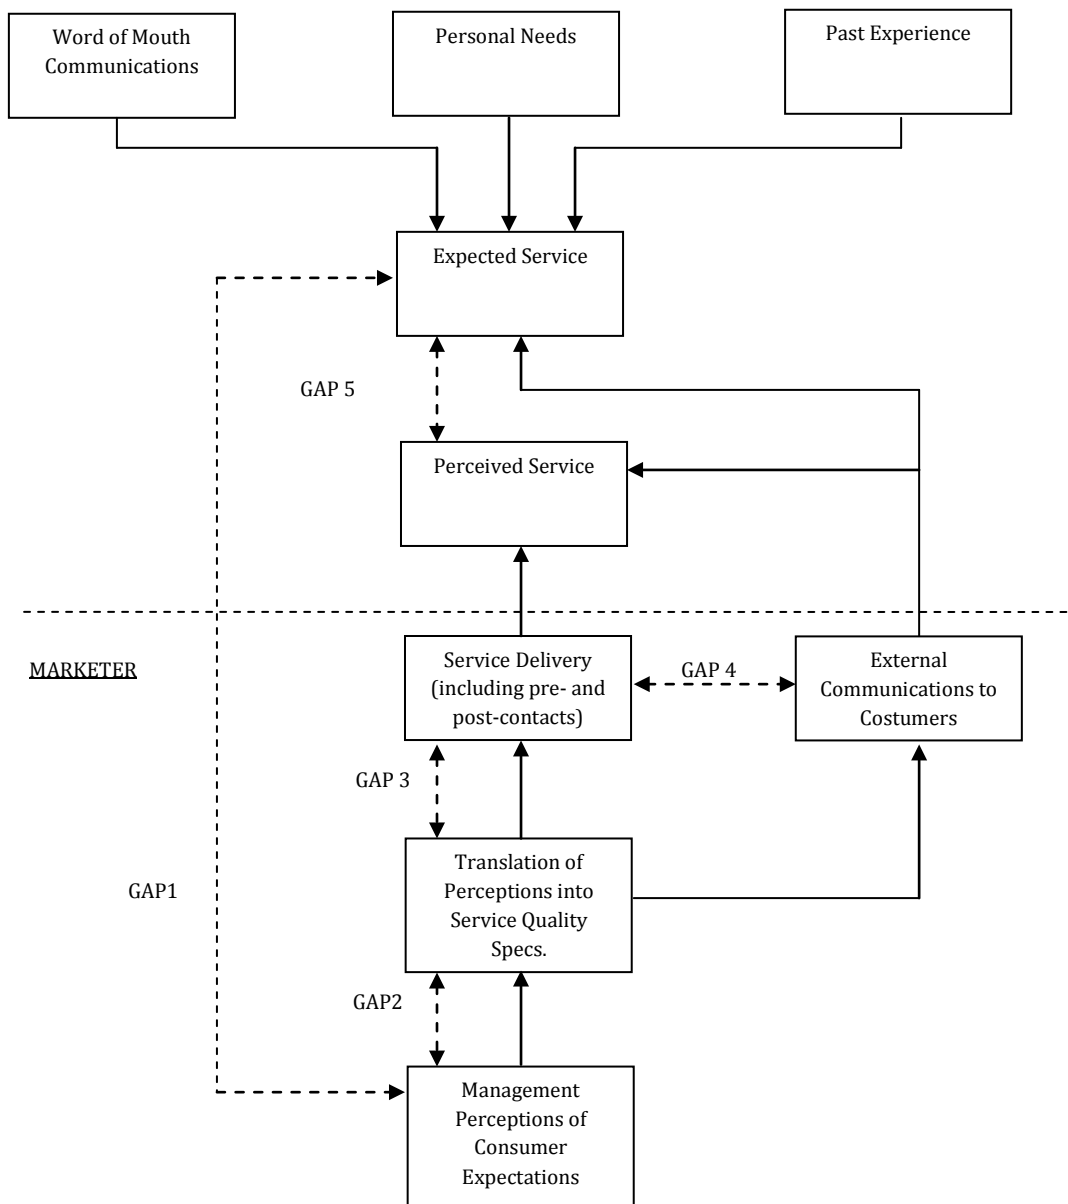 Word of Mouth
Communications
Personal Needs
Past Experience
Expected Service
GAP 5
Perceived Service
MARKETER
Service Delivery
(including pre- and
post-contacts)
GAP 4
External
Communications to
Costumers
GAP 3
Translation of
Perceptions into
Service Quality
Specs.
GAP1
GAP2
Management
Perceptions of
Consumer
Expectations